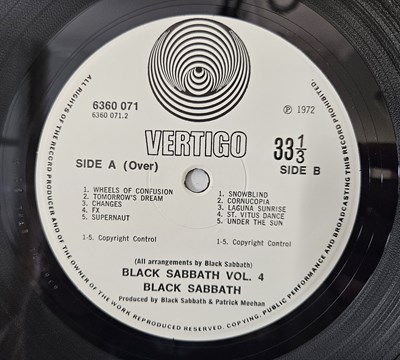 ALL RIGHTS OF THE RECORD PRODUCER AND OF THE OWNER OF THE WORK REPRODUCED RESERVED. COPYING, PUBLIC PERFORMANCE AND BROADCASTING THIS RECORD PROHIBITED.
6360 071
6360 071.2
℗ 1972
VERTIGO
33 1/3
SIDE A (Over)
SIDE B
1. WHEELS OF CONFUSION
2. TOMORROW'S DREAM
3. CHANGES
4. FX
5. SUPERNAUT
1. SNOWBLIND
2. CORNUCOPIA
3. LAGUNA SUNRISE
4. ST. VITUS DANCE
5. UNDER THE SUN
1-5. Copyright Control
1-5. Copyright Control
(All arrangements by Black Sabbath)
BLACK SABBATH VOL. 4
BLACK SABBATH
Produced by Black Sabbath & Patrick Meehan